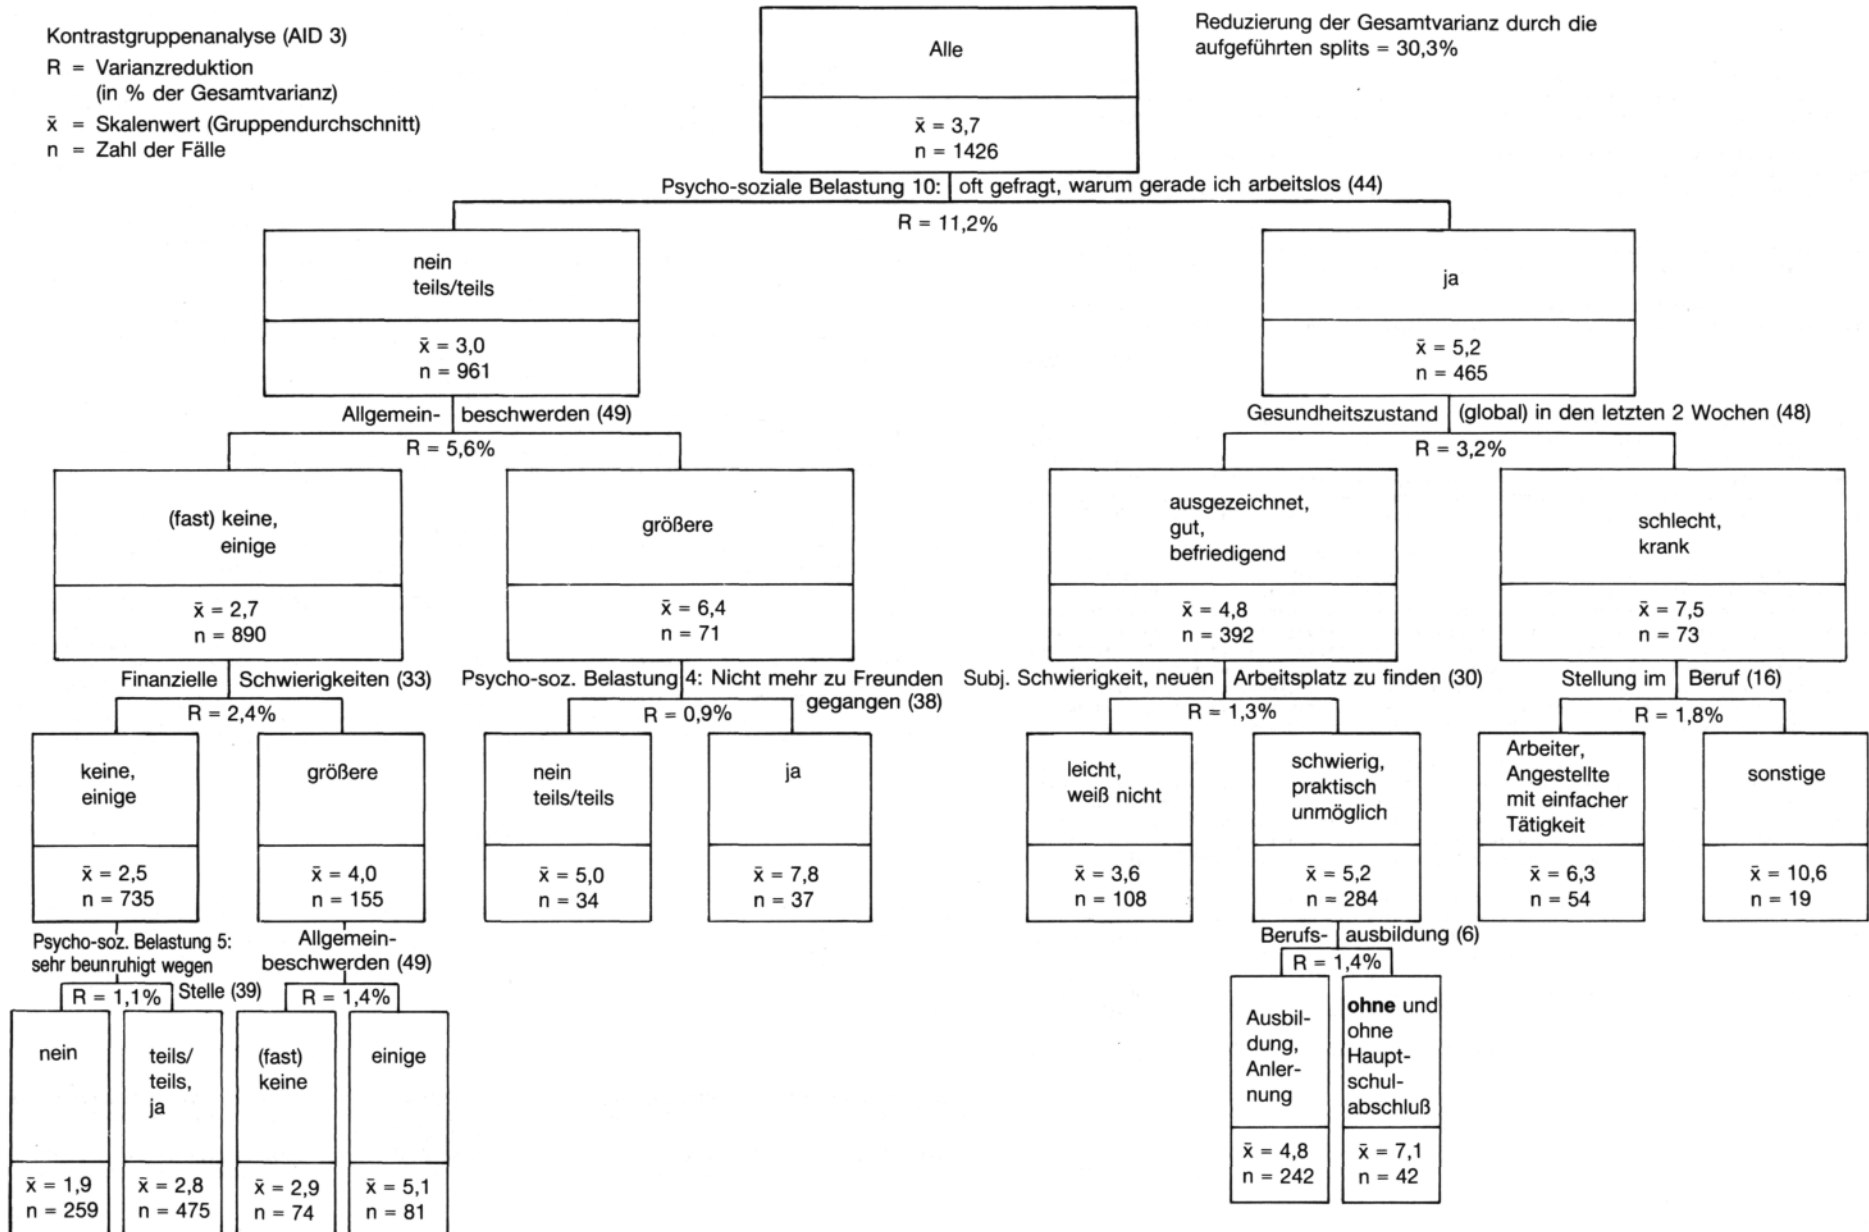 Kontrastgruppenanalyse (AID 3)
R = Varianzreduktion
(in % der Gesamtvarianz)
x̄ = Skalenwert (Gruppendurchschnitt)
n = Zahl der Fälle
Alle
x̄ = 3,7
n = 1426
Reduzierung der Gesamtvarianz durch die
aufgeführten splits = 30,3%
Psycho-soziale Belastung 10: oft gefragt, warum gerade ich arbeitslos (44)
R = 11,2%
nein
teils/teils
x̄ = 3,0
n = 961
ja
x̄ = 5,2
n = 465
Allgemein- beschwerden (49)
R = 5,6%
Gesundheitszustand (global) in den letzten 2 Wochen (48)
R = 3,2%
(fast) keine,
einige
x̄ = 2,7
n = 890
größere
x̄ = 6,4
n = 71
ausgezeichnet,
gut,
befriedigend
x̄ = 4,8
n = 392
schlecht,
krank
x̄ = 7,5
n = 73
Finanzielle Schwierigkeiten (33)
R = 2,4%
Psycho-soz. Belastung 4: Nicht mehr zu Freunden
gegangen (38)
R = 0,9%
Subj. Schwierigkeit, neuen Arbeitsplatz zu finden (30)
R = 1,3%
Stellung im Beruf (16)
R = 1,8%
keine,
einige
x̄ = 2,5
n = 735
größere
x̄ = 4,0
n = 155
nein
teils/teils
x̄ = 5,0
n = 34
ja
x̄ = 7,8
n = 37
leicht,
weiß nicht
x̄ = 3,6
n = 108
schwierig,
praktisch
unmöglich
x̄ = 5,2
n = 284
Arbeiter,
Angestellte
mit einfacher
Tätigkeit
x̄ = 6,3
n = 54
sonstige
x̄ = 10,6
n = 19
Psycho-soz. Belastung 5:
sehr beunruhigt wegen
Stelle (39)
R = 1,1%
Allgemein-
beschwerden (49)
R = 1,4%
Berufs- ausbildung (6)
R = 1,4%
nein
x̄ = 1,9
n = 259
teils/
teils,
ja
x̄ = 2,8
n = 475
(fast)
keine
x̄ = 2,9
n = 74
einige
x̄ = 5,1
n = 81
Ausbil-
dung,
Anler-
nung
x̄ = 4,8
n = 242
ohne und
ohne
Haupt-
schul-
abschluß
x̄ = 7,1
n = 42